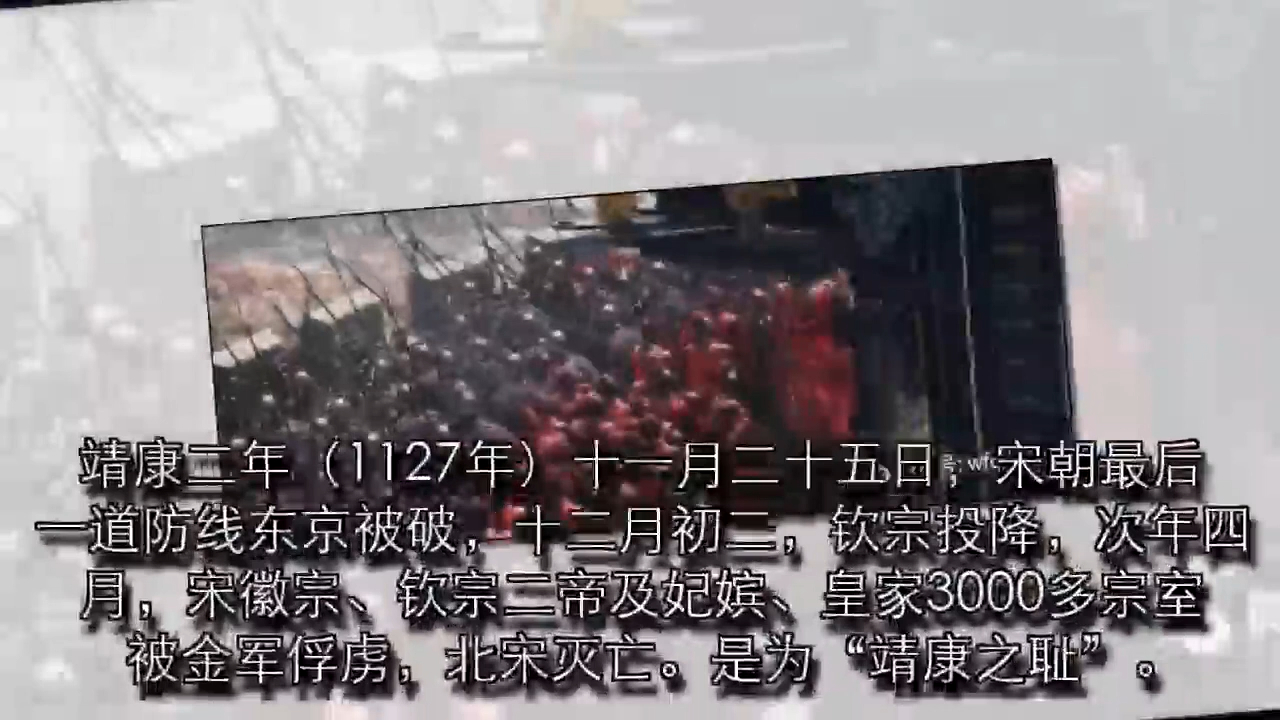 靖康二年（1127年）十一月二十五日，宋朝最后
一道防线东京被破，十二月初二，钦宗投降，次年四
月，宋徽宗、钦宗二帝及妃嫔、皇家3000多宗室
被金军俘虏，北宋灭亡。是为“靖康之耻”。